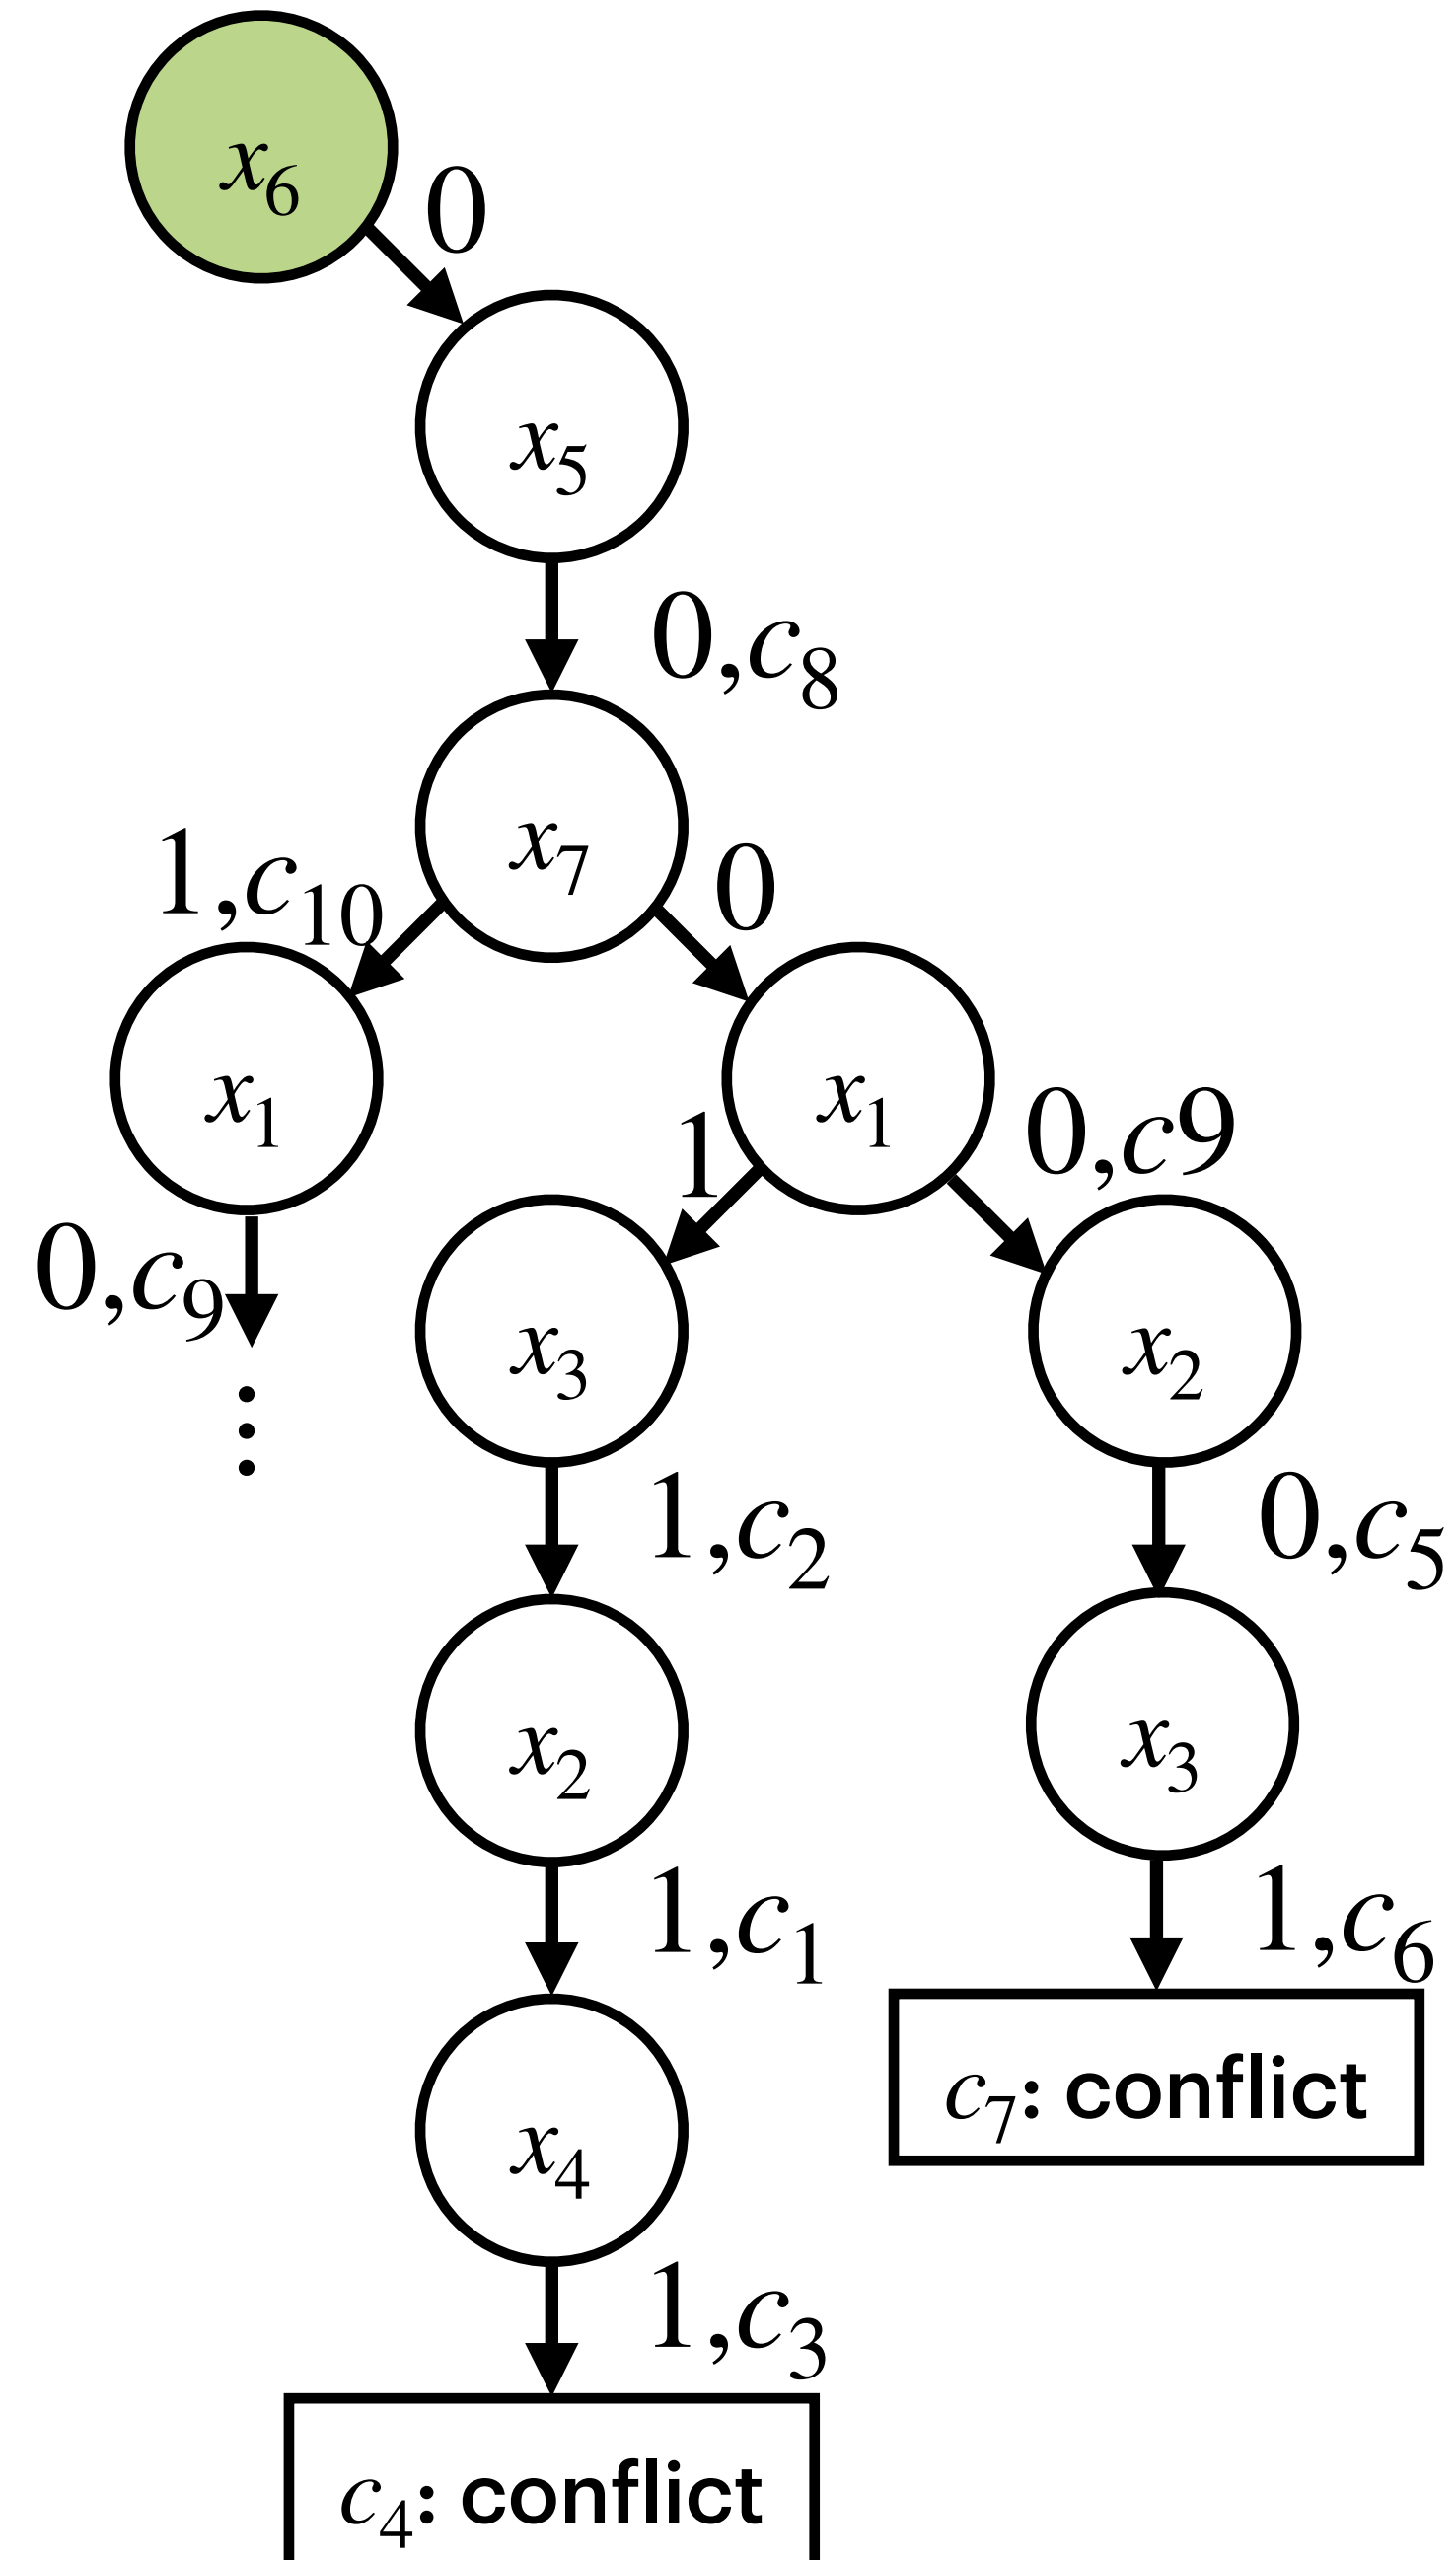 x6
0
x5
0,c8
x7
1,c10
0
x1
x1
0,c9
1
0,c9
x3
x2
1,c2
0,c5
x2
x3
1,c1
1,c6
x4
c7: conflict
1,c3
c4: conflict